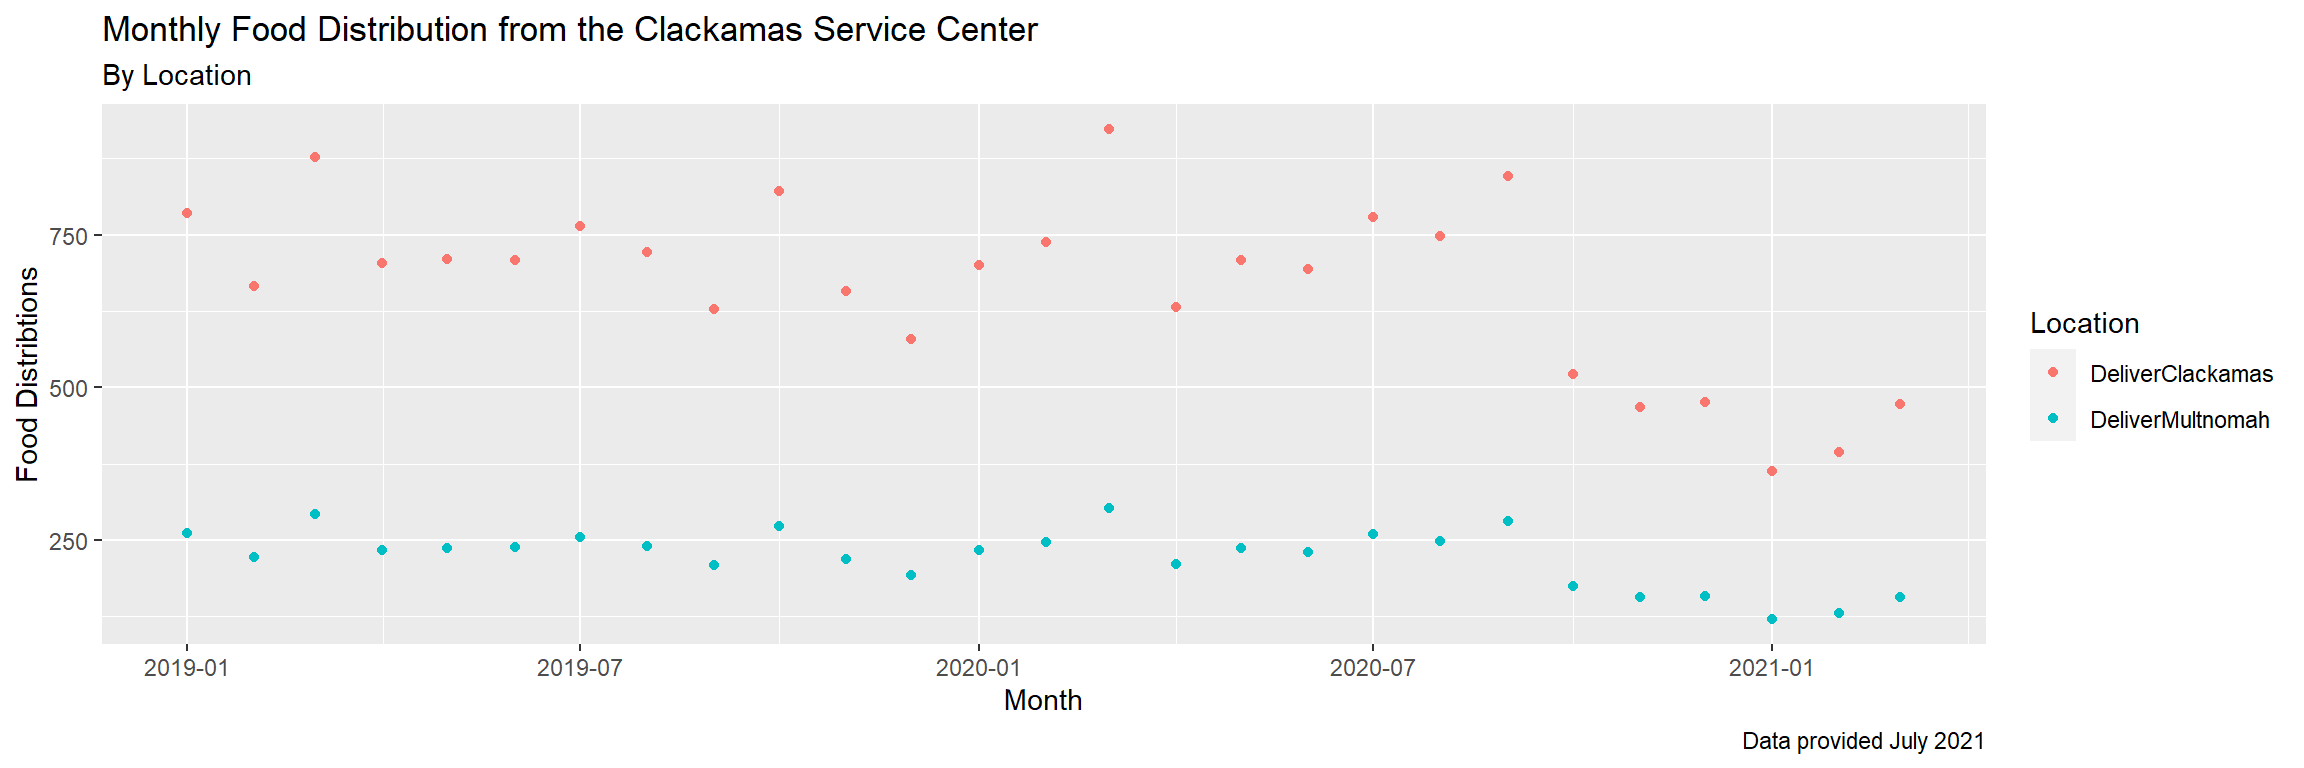 Monthly Food Distribution from the Clackamas Service Center
By Location
Food Distribtions
750
500
250
2019-01
2019-07
2020-01
2020-07
2021-01
Month
Location
DeliverClackamas
DeliverMultnomah
Data provided July 2021